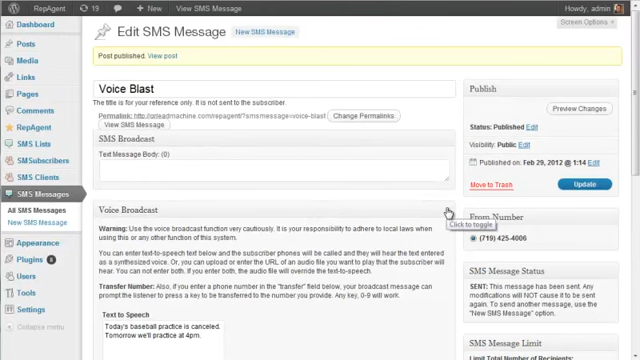 RepAgent
19
New
View SMS Message
Howdy, admin
Screen Options
Dashboard
Posts
Media
Links
Pages
Comments
RepAgent
SMS Lists
SMSubscribers
SMS Clients
SMS Messages
All SMS Messages
New SMS Message
Appearance
Plugins 8
Users
Tools
Settings
Collapse menu
Edit SMS Message
New SMS Message
Post published. View post
Voice Blast
The title is for your reference only. It is not sent to the subscriber.
Permalink: http://qrleadmachine.com/repagent/?smsmessage=voice-blast
Change Permalinks
View SMS Message
SMS Broadcast
Text Message Body: (0)
Voice Broadcast
Click to toggle
Warning: Use the voice broadcast function very cautiously. It is your responsibility to adhere to local laws when
using this or any other function of this system.
You can enter text-to-speech text below and the subscriber phones will be called and they will hear the text entered
as a synthesized voice. Or, you can upload or enter the URL of an audio file you want to play that the subscriber will
hear. You can not do both. If you enter both, the audio file will override the text-to-speech.
Transfer Number: Also, if you enter a phone number in the "transfer" field below, your broadcast message can
prompt the listener to press a key to be transferred to the number you provide. Any key, 0-9 will work.
Text to Speech
Today's baseball practice is canceled.
Tomorrow we'll practice at 4pm.
Publish
Preview Changes
Status: Published Edit
Visibility: Public Edit
Published on: Feb 29, 2012 @ 1:14 Edit
Move to Trash
Update
From Number
(719) 425-4006
SMS Message Status
SENT: This message has been sent. Any
modifications will NOT cause it to be sent
again. To send another message, use the
"New SMS Message" option.
SMS Message Limit
Limit Total Number of Recipients: